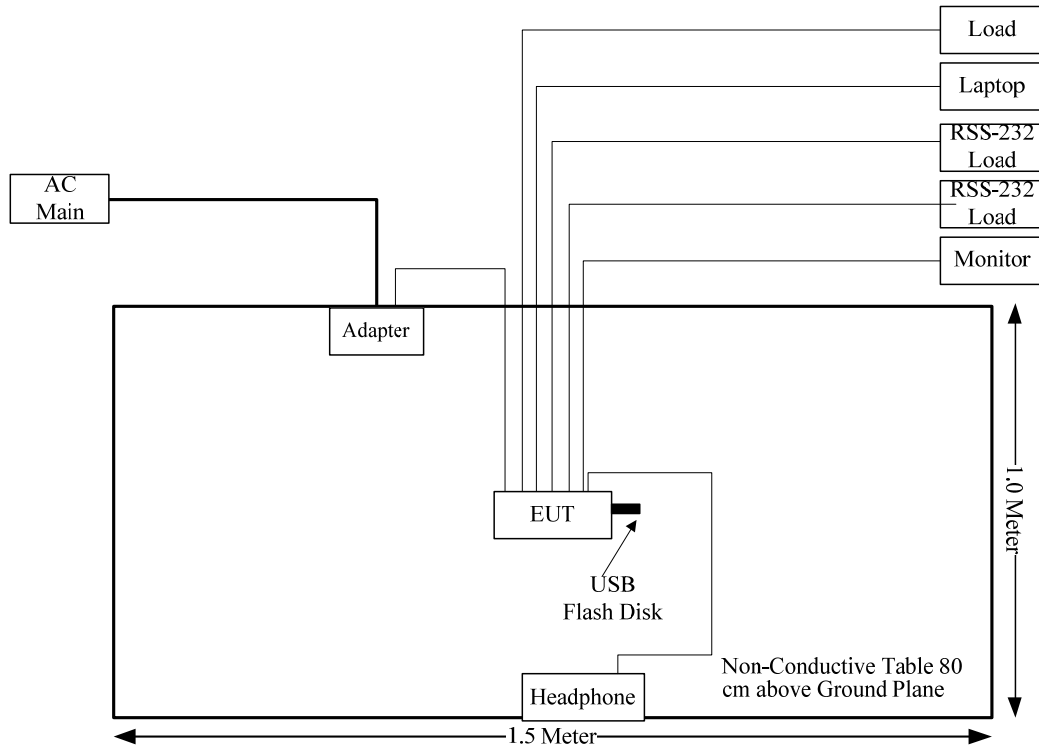 Load
Laptop
RSS-232
Load
RSS-232
Load
Monitor
AC
Main
Adapter
EUT
USB
Flash Disk
Headphone
Non-Conductive Table 80
cm above Ground Plane
1.0 Meter
1.5 Meter